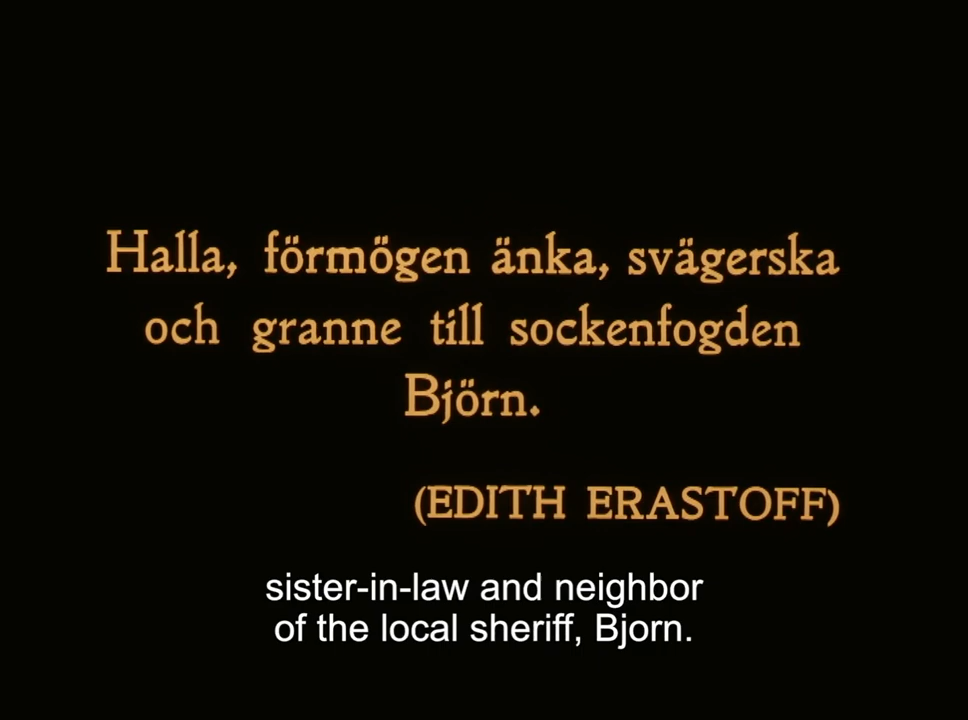 Halla, förmögen änka, svägerska
och granne till sockenfogden
Björn.
(EDITH ERASTOFF)
sister-in-law and neighbor
of the local sheriff, Bjorn.